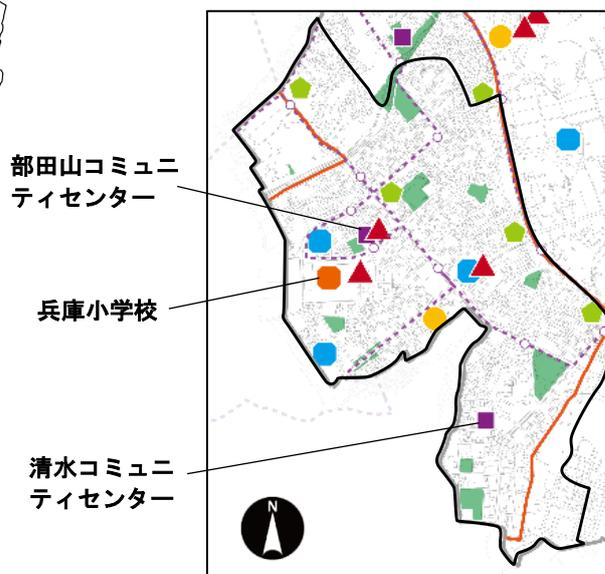 部田山コミュニ
ティセンター
兵庫小学校
清水コミュニ
ティセンター
N